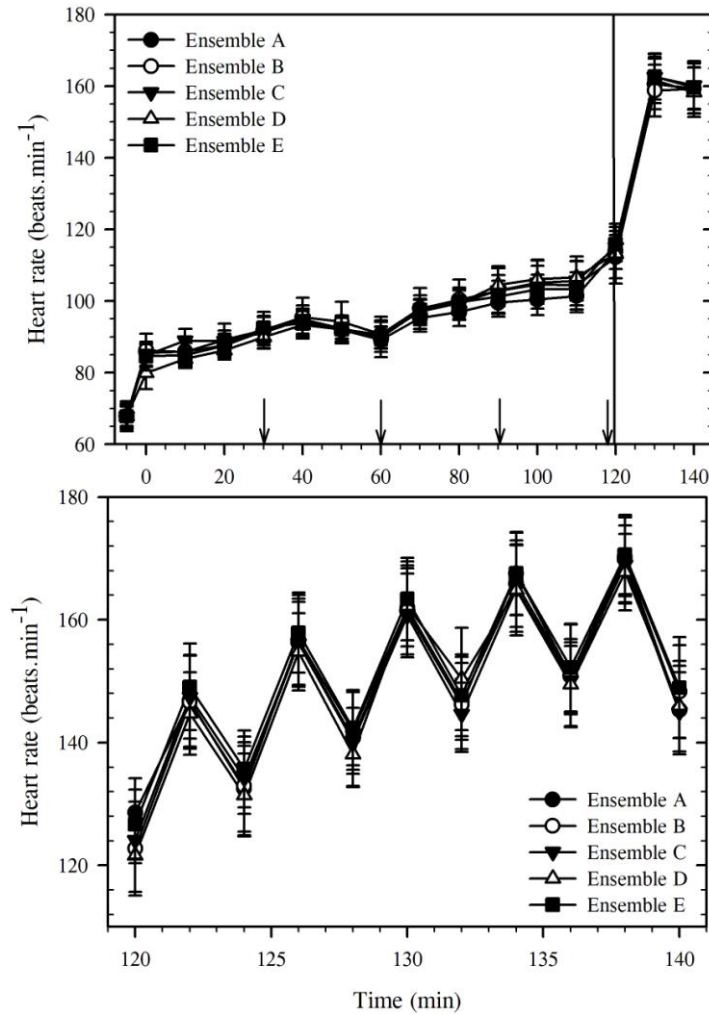 180
160
140
120
100
80
60
Heart rate (beats.min-1)
Ensemble A
Ensemble B
Ensemble C
Ensemble D
Ensemble E
0 20 40 60 80 100 120 140
180
160
140
120
Heart rate (beats.min-1)
Ensemble A
Ensemble B
Ensemble C
Ensemble D
Ensemble E
120 125 130 135 140
Time (min)